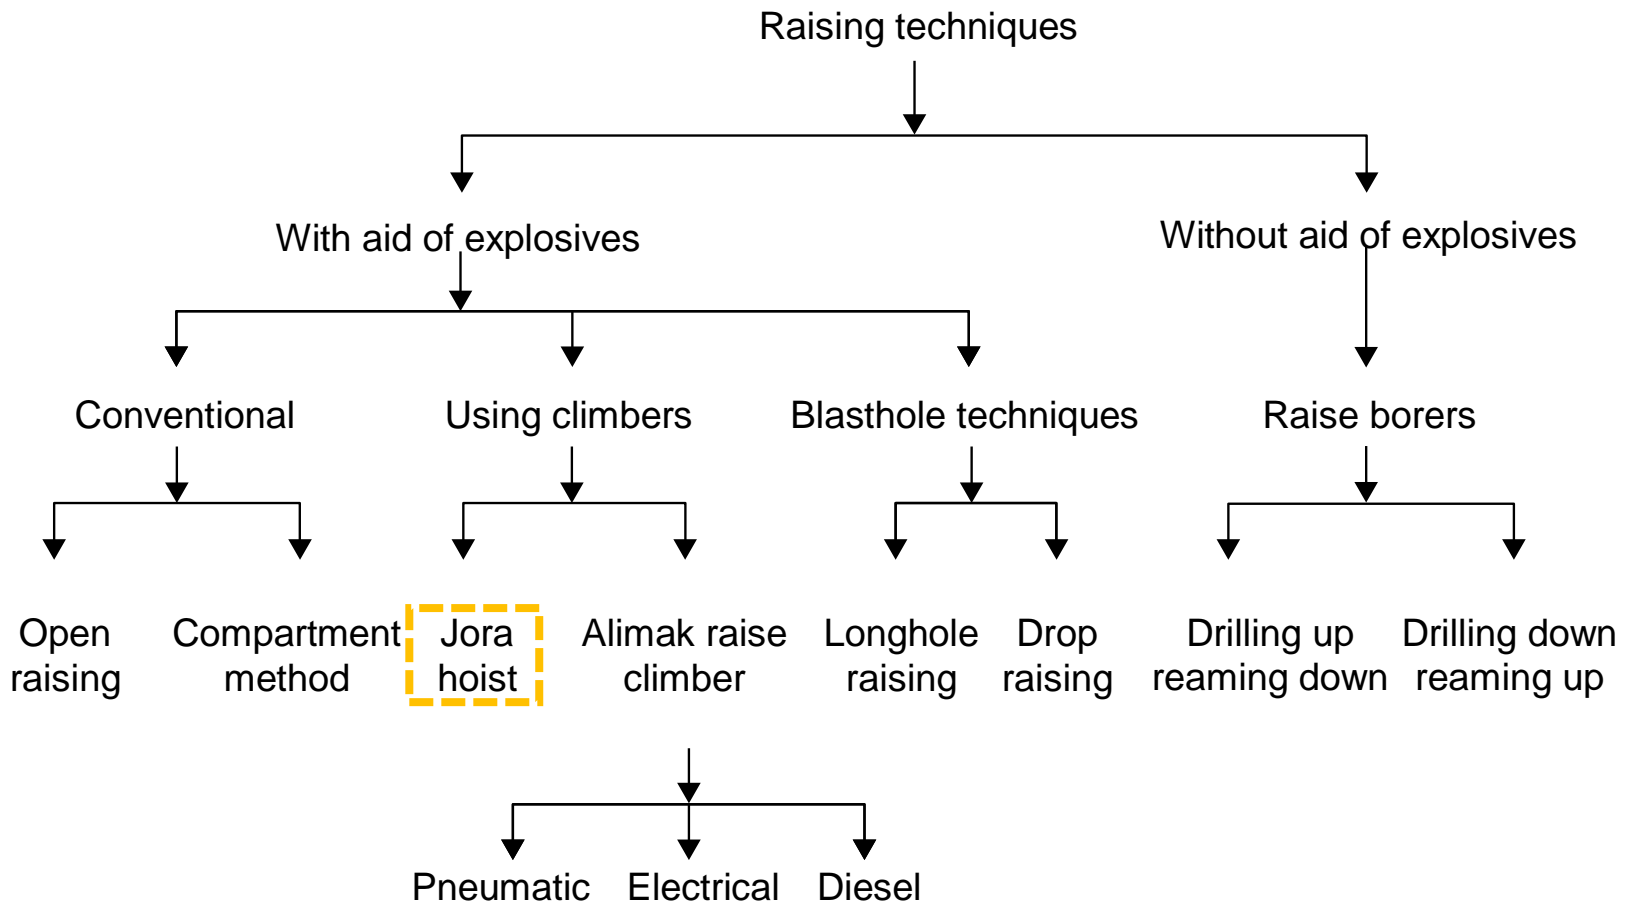 Raising techniques
With aid of explosives
Without aid of explosives
Conventional
Using climbers
Blasthole techniques
Raise borers
Open
raising
Compartment
method
Jora
hoist
Alimak raise
climber
Longhole
raising
Drop
raising
Drilling up
reaming down
Drilling down
reaming up
Pneumatic
Electrical
Diesel